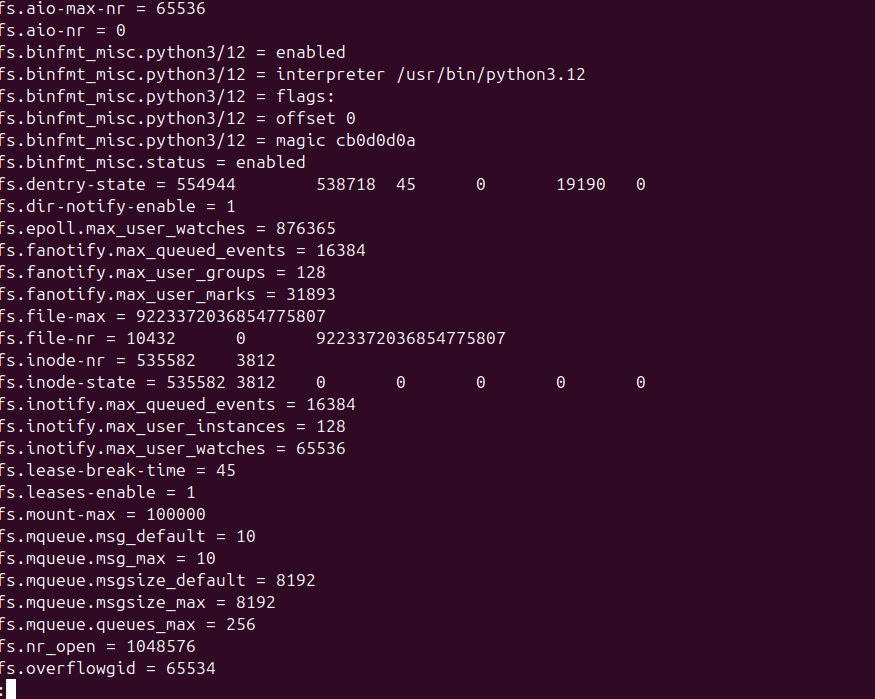 fs.aio-max-nr = 65536
fs.aio-nr = 0
fs.binfmt_misc.python3/12 = enabled
fs.binfmt_misc.python3/12 = interpreter /usr/bin/python3.12
fs.binfmt_misc.python3/12 = flags:
fs.binfmt_misc.python3/12 = offset 0
fs.binfmt_misc.python3/12 = magic cb0d0d0a
fs.binfmt_misc.status = enabled
fs.dentry-state = 554944	538718	45	0	19190	0
fs.dir-notify-enable = 1
fs.epoll.max_user_watches = 876365
fs.fanotify.max_queued_events = 16384
fs.fanotify.max_user_groups = 128
fs.fanotify.max_user_marks = 31893
fs.file-max = 9223372036854775807
fs.file-nr = 10432	0	9223372036854775807
fs.inode-nr = 535582	3812
fs.inode-state = 535582	3812	0	0	0	0	0
fs.inotify.max_queued_events = 16384
fs.inotify.max_user_instances = 128
fs.inotify.max_user_watches = 65536
fs.lease-break-time = 45
fs.leases-enable = 1
fs.mount-max = 100000
fs.mqueue.msg_default = 10
fs.mqueue.msg_max = 10
fs.mqueue.msgsize_default = 8192
fs.mqueue.msgsize_max = 8192
fs.mqueue.queues_max = 256
fs.nr_open = 1048576
fs.overflowgid = 65534
: